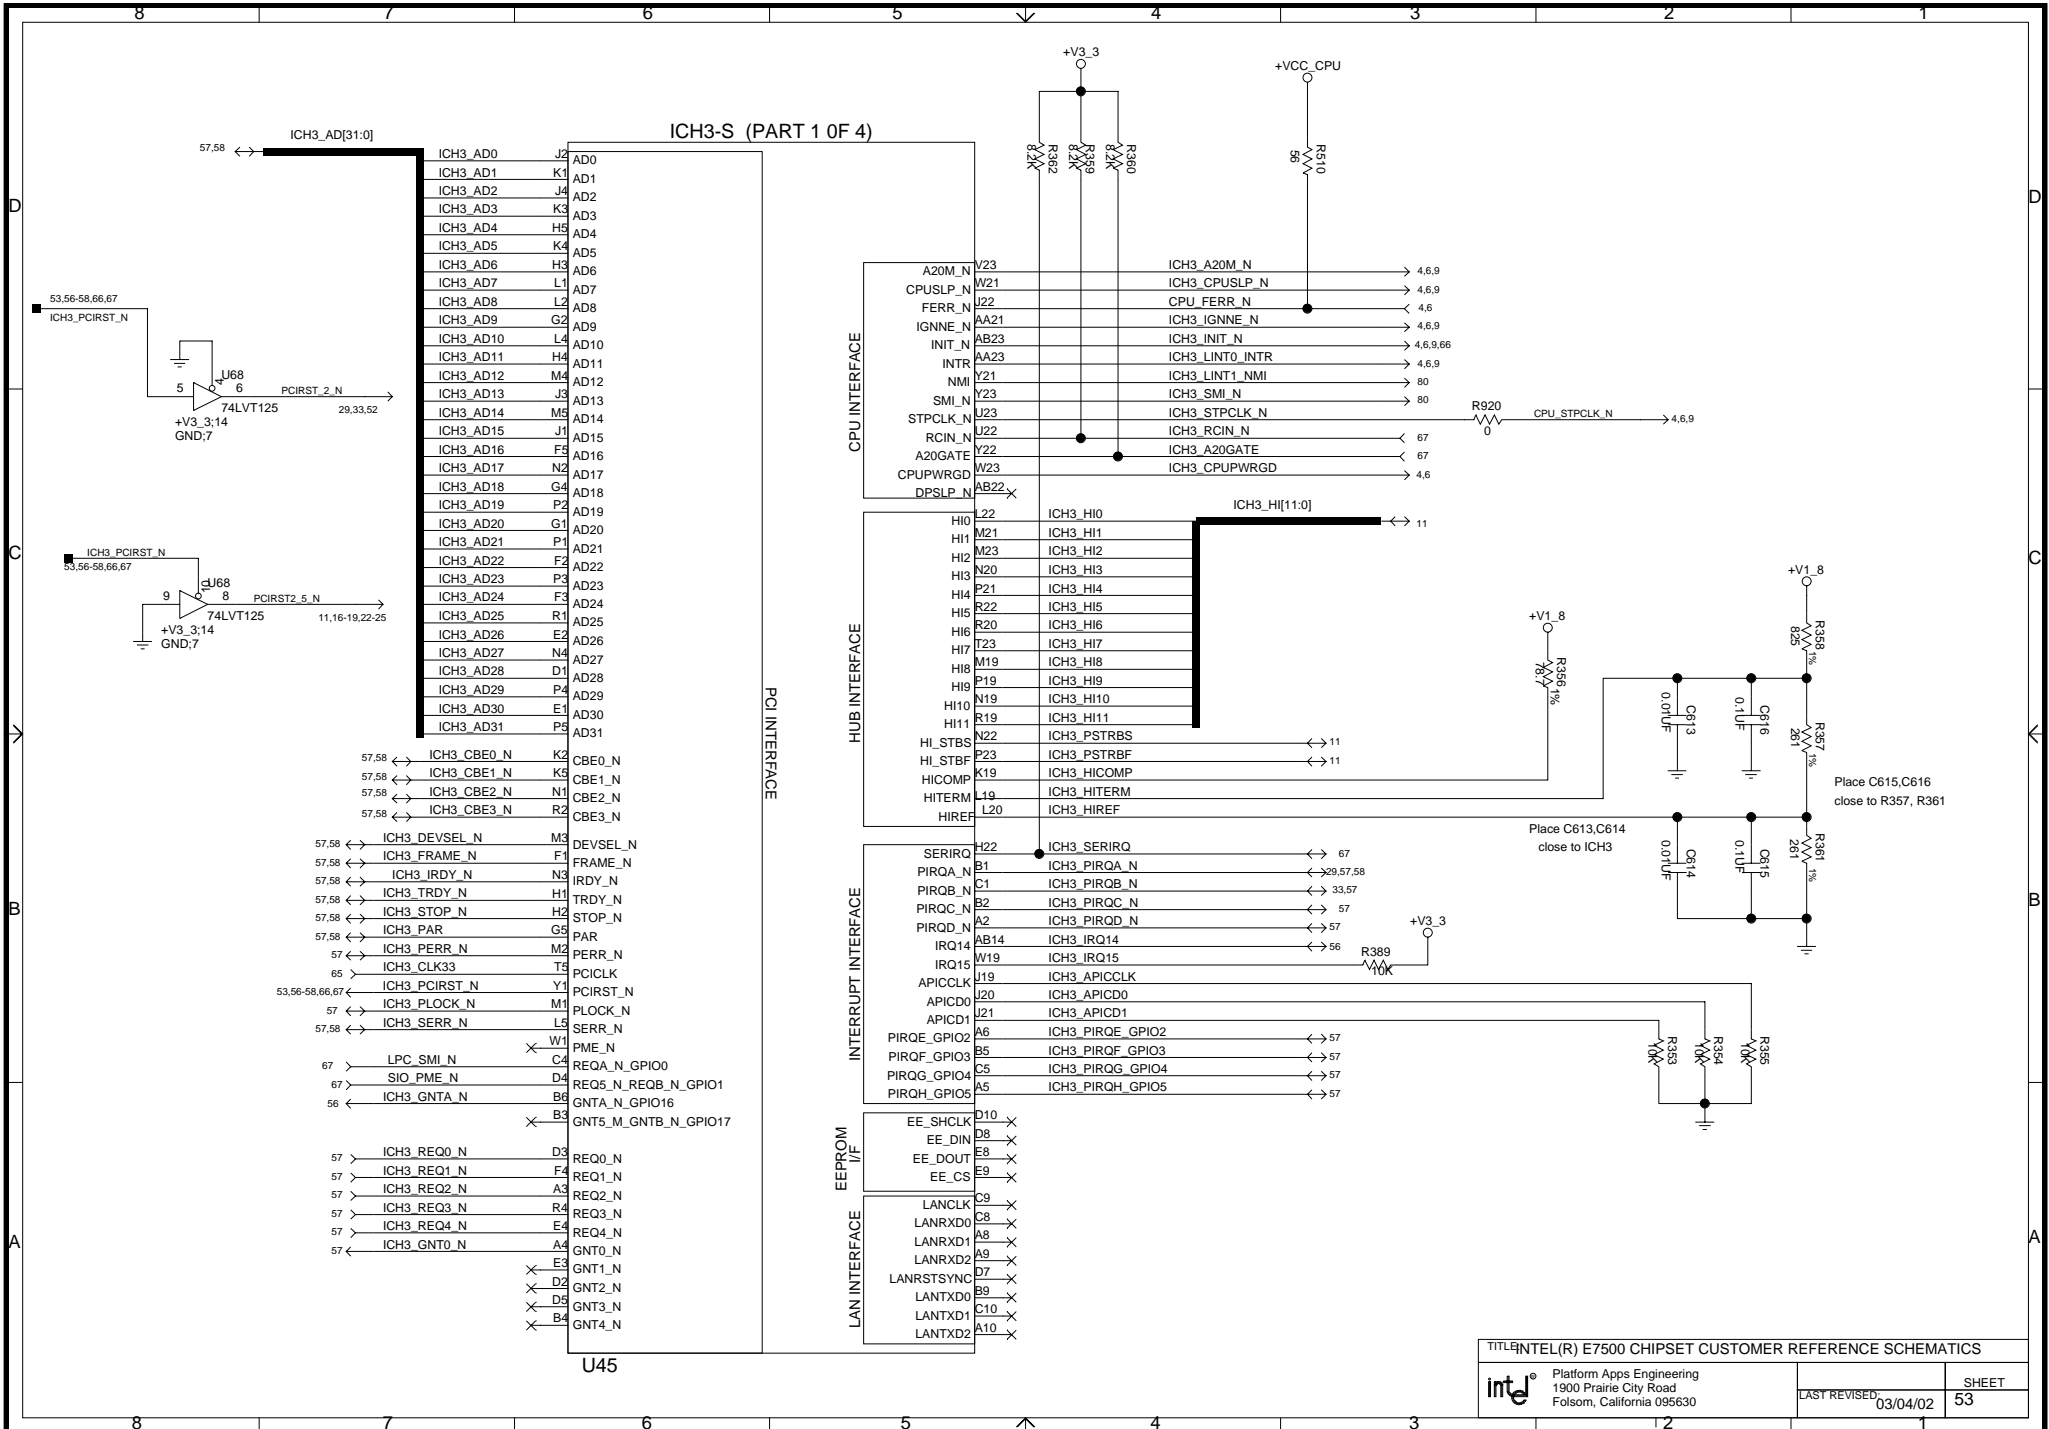 8 7 6 5 4 3 2 1
D
C
B
A
ICH3-S (PART 1 0F 4)
57,58
ICH3_AD[31:0]
ICH3_AD0 J2 AD0
ICH3_AD1 K1 AD1
ICH3_AD2 J4 AD2
ICH3_AD3 K3 AD3
ICH3_AD4 H5 AD4
ICH3_AD5 K4 AD5
ICH3_AD6 H3 AD6
ICH3_AD7 L1 AD7
ICH3_AD8 L2 AD8
ICH3_AD9 G2 AD9
ICH3_AD10 L4 AD10
ICH3_AD11 H4 AD11
ICH3_AD12 M4 AD12
ICH3_AD13 J3 AD13
ICH3_AD14 M5 AD14
ICH3_AD15 J1 AD15
ICH3_AD16 F5 AD16
ICH3_AD17 N2 AD17
ICH3_AD18 G4 AD18
ICH3_AD19 P2 AD19
ICH3_AD20 G1 AD20
ICH3_AD21 P1 AD21
ICH3_AD22 F2 AD22
ICH3_AD23 P3 AD23
ICH3_AD24 F3 AD24
ICH3_AD25 R1 AD25
ICH3_AD26 E2 AD26
ICH3_AD27 N4 AD27
ICH3_AD28 D1 AD28
ICH3_AD29 P4 AD29
ICH3_AD30 E1 AD30
ICH3_AD31 P5 AD31
57,58 ICH3_CBE0_N K2 CBE0_N
57,58 ICH3_CBE1_N K5 CBE1_N
57,58 ICH3_CBE2_N N1 CBE2_N
57,58 ICH3_CBE3_N R2 CBE3_N
57,58 ICH3_DEVSEL_N M3 DEVSEL_N
57,58 ICH3_FRAME_N F1 FRAME_N
57,58 ICH3_IRDY_N N3 IRDY_N
57,58 ICH3_TRDY_N H1 TRDY_N
57,58 ICH3_STOP_N H2 STOP_N
57,58 ICH3_PAR G5 PAR
57 ICH3_PERR_N M2 PERR_N
65 ICH3_CLK33 T5 PCICLK
53,56-58,66,67 ICH3_PCIRST_N Y1 PCIRST_N
57 ICH3_PLOCK_N M1 PLOCK_N
57,58 ICH3_SERR_N L5 SERR_N
W1 PME_N
67 LPC_SMI_N C4 REQA_N_GPIO0
67 SIO_PME_N D4 REQ5_N_REQB_N_GPIO1
56 ICH3_GNTA_N B6 GNTA_N_GPIO16
B3 GNT5_M_GNTB_N_GPIO17
57 ICH3_REQ0_N D3 REQ0_N
57 ICH3_REQ1_N F4 REQ1_N
57 ICH3_REQ2_N A3 REQ2_N
57 ICH3_REQ3_N R4 REQ3_N
57 ICH3_REQ4_N E4 REQ4_N
57 ICH3_GNT0_N A4 GNT0_N
E3 GNT1_N
D2 GNT2_N
D5 GNT3_N
B4 GNT4_N
U45
PCI INTERFACE
53,56-58,66,67
ICH3_PCIRST_N
4 U68
5 6 PCIRST_2_N
74LVT125 29,33,52
+V3_3;14
GND;7
ICH3_PCIRST_N
53,56-58,66,67
10 U68
9 8 PCIRST2_5_N
74LVT125 11,16-19,22-25
+V3_3;14
GND;7
+V3_3
R362 8.2K
R359 8.2K
R360 8.2K
+VCC_CPU
R510 56
CPU INTERFACE
A20M_N V23 ICH3_A20M_N 4,6,9
CPUSLP_N W21 ICH3_CPUSLP_N 4,6,9
FERR_N J22 CPU_FERR_N 4,6
IGNNE_N AA21 ICH3_IGNNE_N 4,6,9
INIT_N AB23 ICH3_INIT_N 4,6,9,66
INTR AA23 ICH3_LINT0_INTR 4,6,9
NMI Y21 ICH3_LINT1_NMI 80
SMI_N Y23 ICH3_SMI_N 80
STPCLK_N U23 ICH3_STPCLK_N R920 0 CPU_STPCLK_N 4,6,9
RCIN_N U22 ICH3_RCIN_N 67
A20GATE Y22 ICH3_A20GATE 67
CPUPWRGD W23 ICH3_CPUPWRGD 4,6
DPSLP_N AB22
HUB INTERFACE
ICH3_HI[11:0] 11
HI0 L22 ICH3_HI0
HI1 M21 ICH3_HI1
HI2 M23 ICH3_HI2
HI3 N20 ICH3_HI3
HI4 P21 ICH3_HI4
HI5 R22 ICH3_HI5
HI6 R20 ICH3_HI6
HI7 T23 ICH3_HI7
HI8 M19 ICH3_HI8
HI9 P19 ICH3_HI9
HI10 N19 ICH3_HI10
HI11 R19 ICH3_HI11
HI_STBS N22 ICH3_PSTRBS 11
HI_STBF P23 ICH3_PSTRBF 11
HICOMP K19 ICH3_HICOMP
HITERM L19 ICH3_HITERM
HIREF L20 ICH3_HIREF
+V1_8
R356 78.7 1%
+V1_8
R358 825 1%
C613 0.01UF
C616 0.1UF
R357 261 1%
Place C615,C616
close to R357, R361
Place C613,C614
close to ICH3
C614 0.01UF
C615 0.1UF
R361 261 1%
INTERRUPT INTERFACE
SERIRQ H22 ICH3_SERIRQ 67
PIRQA_N B1 ICH3_PIRQA_N 29,57,58
PIRQB_N C1 ICH3_PIRQB_N 33,57
PIRQC_N B2 ICH3_PIRQC_N 57
PIRQD_N A2 ICH3_PIRQD_N 57
IRQ14 AB14 ICH3_IRQ14 56
IRQ15 W19 ICH3_IRQ15 R389 10K +V3_3
APICCLK J19 ICH3_APICCLK
APICD0 J20 ICH3_APICD0
APICD1 J21 ICH3_APICD1
PIRQE_GPIO2 A6 ICH3_PIRQE_GPIO2 57
PIRQF_GPIO3 B5 ICH3_PIRQF_GPIO3 57
PIRQG_GPIO4 C5 ICH3_PIRQG_GPIO4 57
PIRQH_GPIO5 A5 ICH3_PIRQH_GPIO5 57
R353 10K
R354 10K
R355 10K
EEPROM I/F
EE_SHCLK D10
EE_DIN D8
EE_DOUT E8
EE_CS E9
LAN INTERFACE
LANCLK C9
LANRXD0 C8
LANRXD1 A8
LANRXD2 A9
LANRSTSYNC D7
LANTXD0 B9
LANTXD1 C10
LANTXD2 A10
TITLE INTEL(R) E7500 CHIPSET CUSTOMER REFERENCE SCHEMATICS
intel®
Platform Apps Engineering
1900 Prairie City Road
Folsom, California 095630
LAST REVISED: 03/04/02
SHEET
53
D
C
B
A
8 7 6 5 4 3 2 1